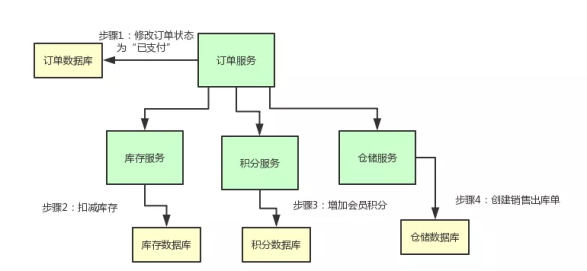 步骤1：修改订单状态
为“已支付”
订单数据库
订单服务
库存服务
积分服务
仓储服务
步骤2：扣减库存
步骤3：增加会员积分
步骤4：创建销售出库单
库存数据库
积分数据库
仓储数据库